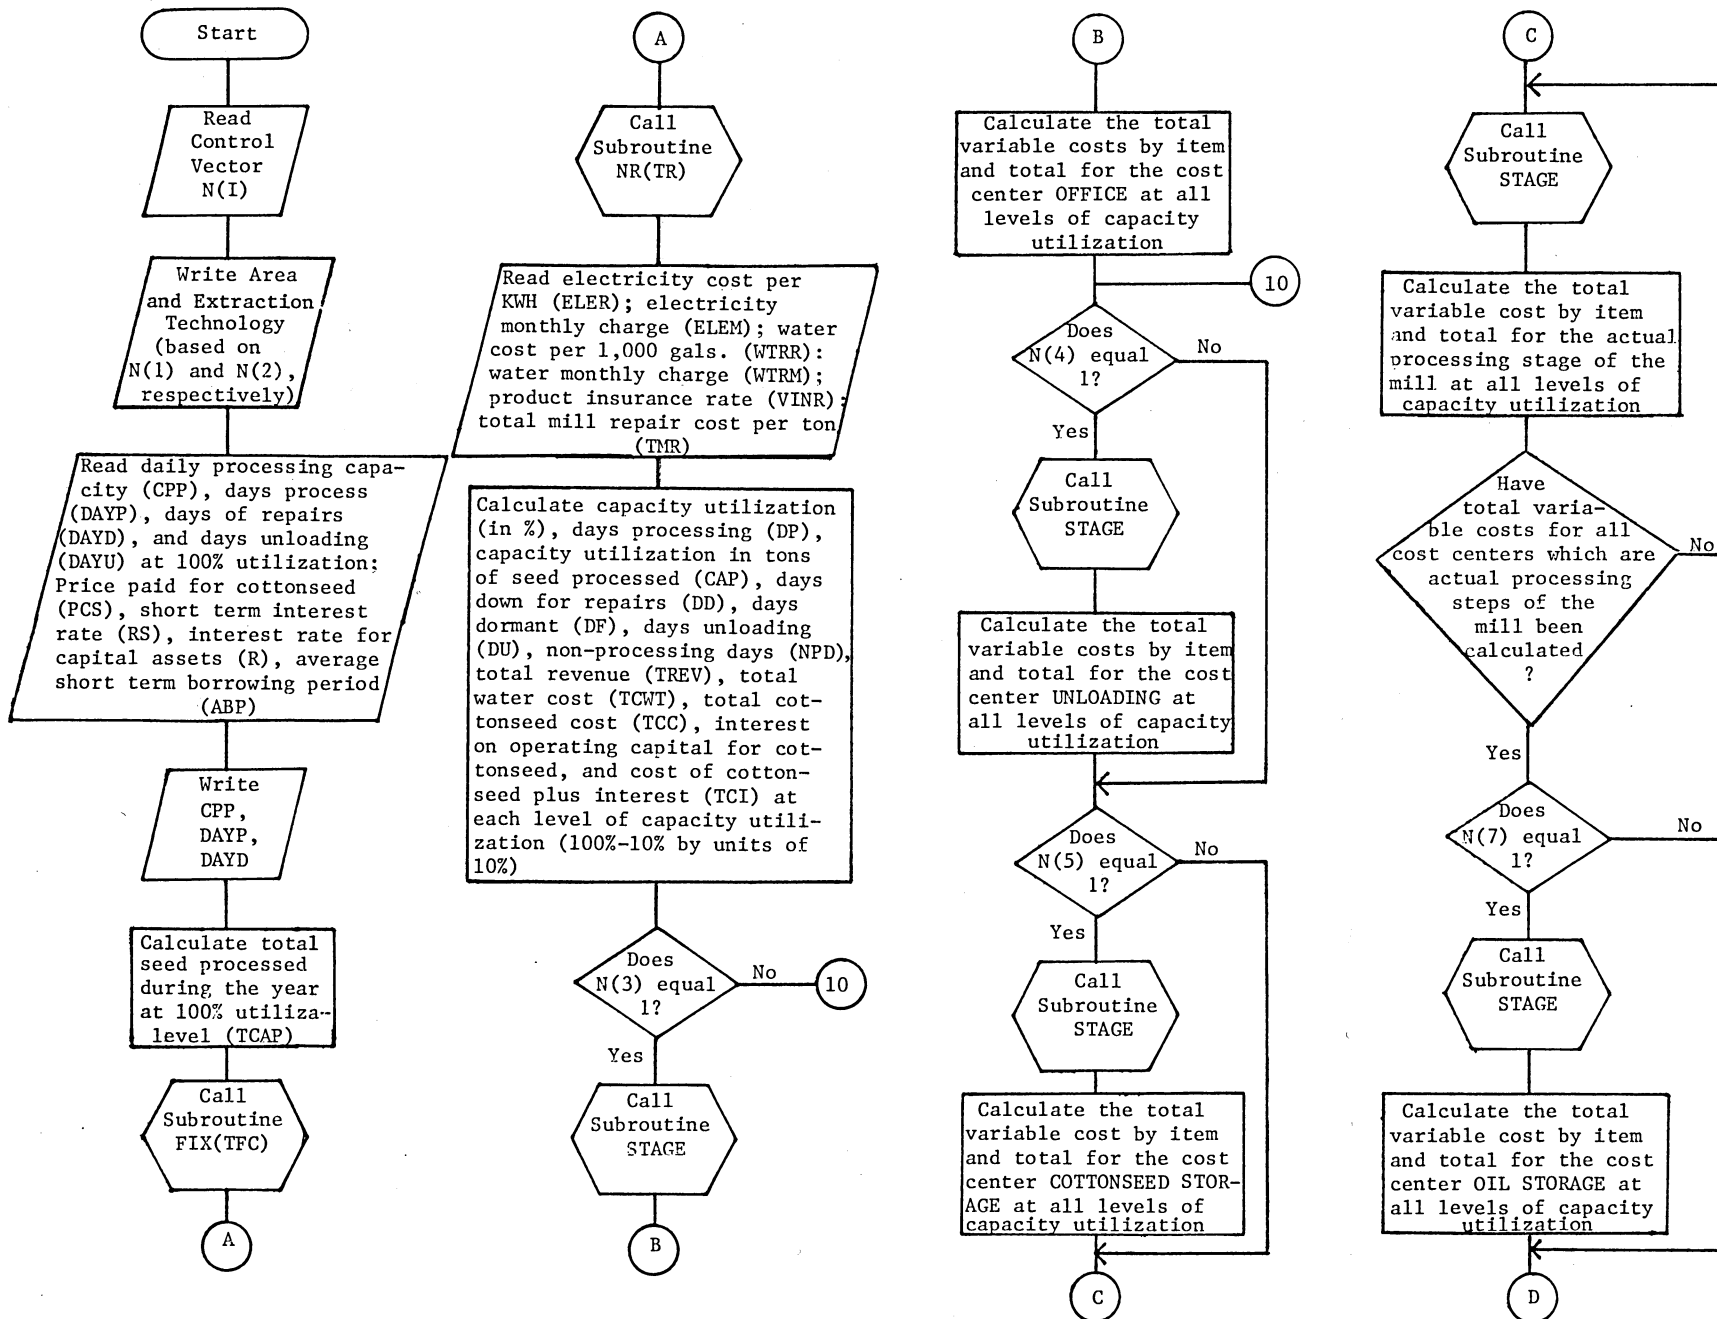 Start
Read
Control
Vector
N(I)
Write Area
and Extraction
Technology
(based on
N(1) and N(2),
respectively)
Read daily processing capa-
city (CPP), days process
(DAYP), days of repairs
(DAYD), and days unloading
(DAYU) at 100% utilization;
Price paid for cottonseed
(PCS), short term interest
rate (RS), interest rate for
capital assets (R), average
short term borrowing period
(ABP)
Write
CPP,
DAYP,
DAYD
Calculate total
seed processed
during the year
at 100% utiliza-
level (TCAP)
Call
Subroutine
FIX(TFC)
A
A
Call
Subroutine
NR(TR)
Read electricity cost per
KWH (ELER); electricity
monthly charge (ELEM); water
cost per 1,000 gals. (WTRR):
water monthly charge (WTRM);
product insurance rate (VINR);
total mill repair cost per ton
(TMR)
Calculate capacity utilization
(in %), days processing (DP),
capacity utilization in tons
of seed processed (CAP), days
down for repairs (DD), days
dormant (DF), days unloading
(DU), non-processing days (NPD),
total revenue (TREV), total
water cost (TCWT), total cot-
tonseed cost (TCC), interest
on operating capital for cot-
tonseed, and cost of cotton-
seed plus interest (TCI) at
each level of capacity utili-
zation (100%-10% by units of
10%)
Does
N(3) equal
1?
No
10
Yes
Call
Subroutine
STAGE
B
B
Calculate the total
variable costs by item
and total for the cost
center OFFICE at all
levels of capacity
utilization
10
Does
N(4) equal
1?
No
Yes
Call
Subroutine
STAGE
Calculate the total
variable costs by item
and total for the cost
center UNLOADING at
all levels of capacity
utilization
Does
N(5) equal
1?
No
Yes
Call
Subroutine
STAGE
Calculate the total
variable cost by item
and total for the cost
center COTTONSEED STOR-
AGE at all levels of
capacity utilization
C
C
Call
Subroutine
STAGE
Calculate the total
variable cost by item
and total for the actual
processing stage of the
mill at all levels of
capacity utilization
Have
total varia-
ble costs for all
cost centers which are
actual processing
steps of the
mill been
calculated
?
No
Yes
Does
N(7) equal
1?
No
Yes
Call
Subroutine
STAGE
Calculate the total
variable cost by item
and total for the cost
center OIL STORAGE at
all levels of capacity
utilization
D